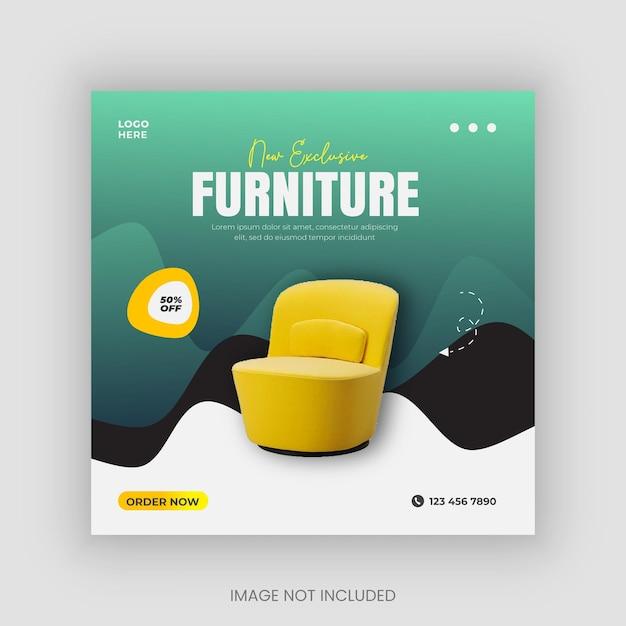 LOGO
HERE
New Exclusive
FURNITURE
Lorem ipsum dolor sit amet, consectetur adipiscing
elit, sed do eiusmod tempor incididunt
50%
OFF
ORDER NOW
123 456 7890
IMAGE NOT INCLUDED